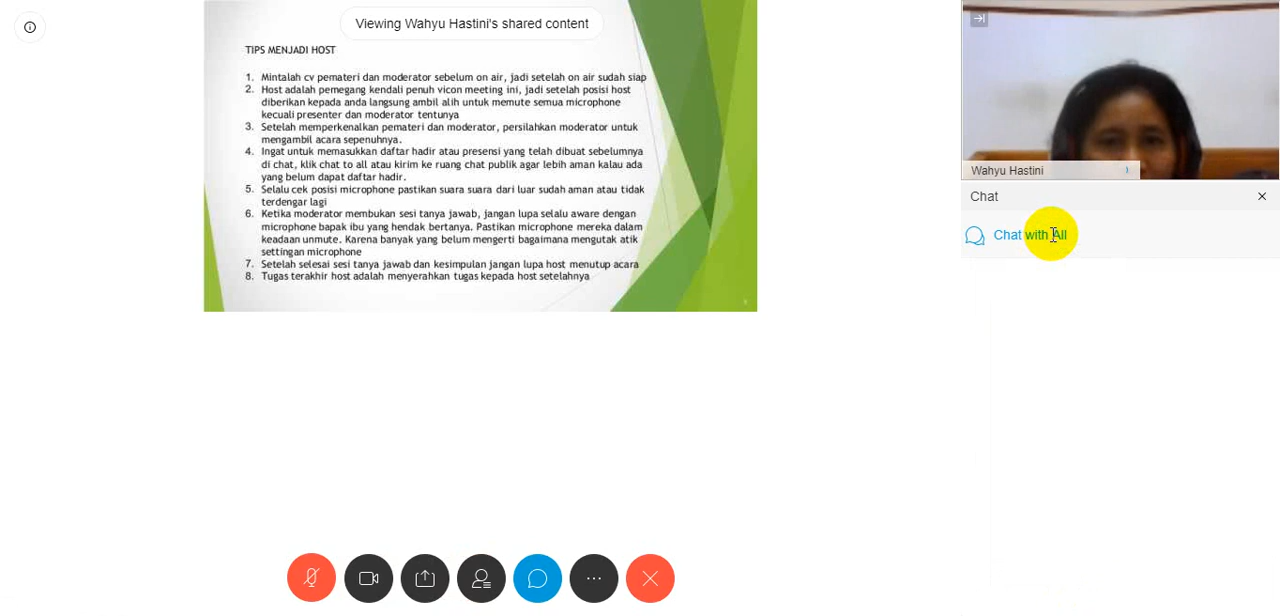 Viewing Wahyu Hastini's shared content
TIPS MENJADI HOST
1. Mintalah cv pemateri dan moderator sebelum on air, jadi setelah on air sudah siap
2. Host adalah pemegang kendali penuh vicon meeting ini, jadi setelah posisi host
diberikan kepada anda langsung ambil alih untuk memute semua microphone
kecuali presenter dan moderator tentunya
3. Setelah memperkenalkan pemateri dan moderator, persilahkan moderator untuk
mengambil acara sepenuhnya.
4. Ingat untuk memasukkan daftar hadir atau presensi yang telah dibuat sebelumnya
di chat, klik chat to all atau kirim ke ruang chat publik agar lebih aman kalau ada
yang belum dapat daftar hadir.
5. Selalu cek posisi microphone pastikan suara suara dari luar sudah aman atau tidak
terdengar lagi
6. Ketika moderator membukan sesi tanya jawab, jangan lupa selalu aware dengan
microphone bapak ibu yang hendak bertanya. Pastikan microphone mereka dalam
keadaan unmute. Karena banyak yang belum mengerti bagaimana mengutak atik
settingan microphone
7. Setelah selesai sesi tanya jawab dan kesimpulan jangan lupa host menutup acara
8. Tugas terakhir host adalah menyerahkan tugas kepada host setelahnya
Wahyu Hastini
Chat
Chat with All